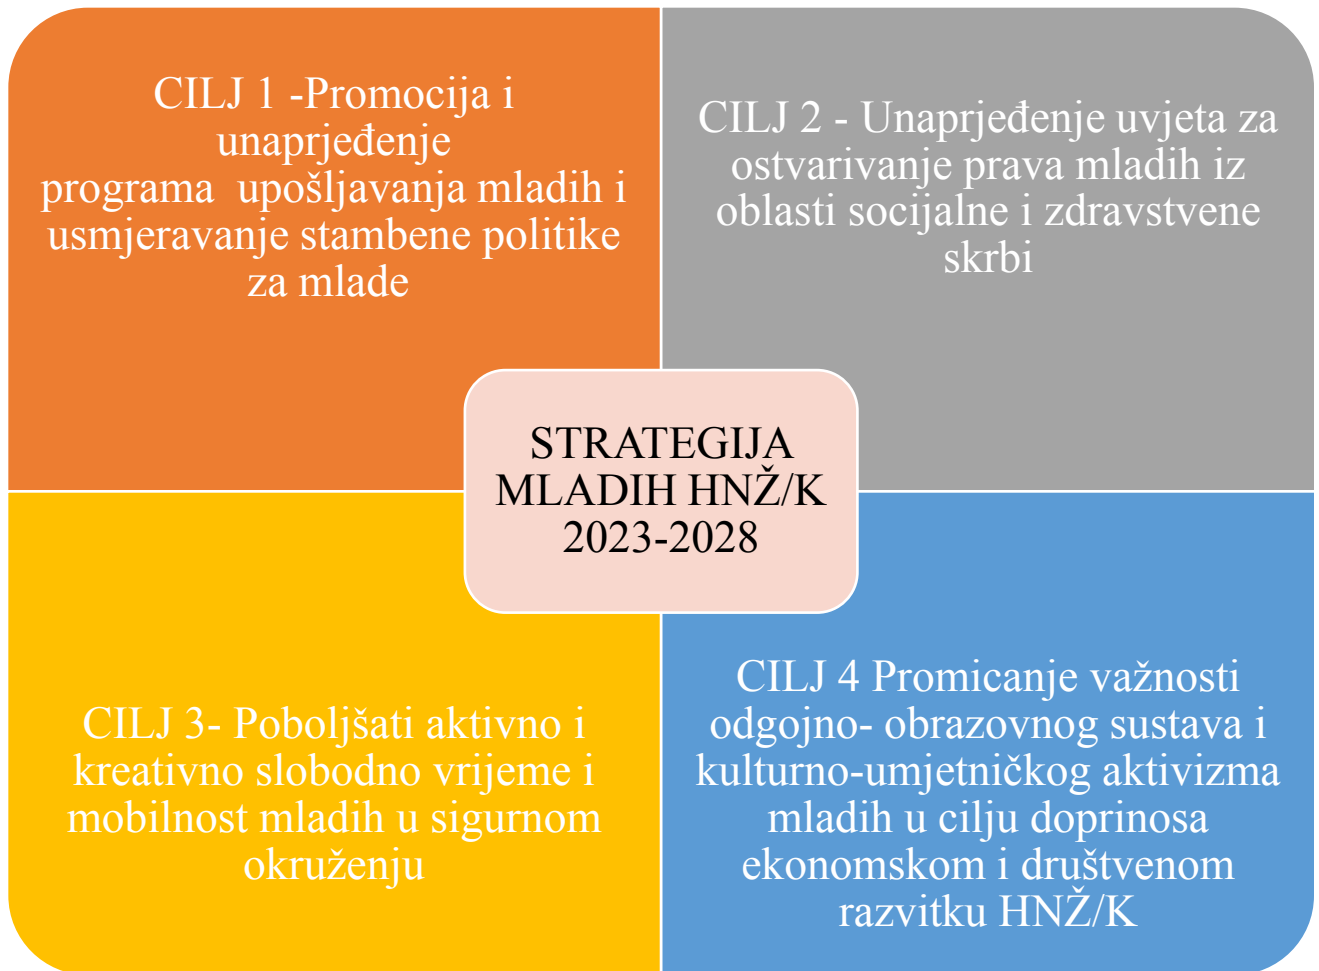 CILJ 1 -Promocija i
unaprjeđenje
programa  upošljavanja mladih i
usmjeravanje stambene politike
za mlade
CILJ 2 - Unaprjeđenje uvjeta za
ostvarivanje prava mladih iz
oblasti socijalne i zdravstvene
skrbi
STRATEGIJA
MLADIH HNŽ/K
2023-2028
CILJ 3- Poboljšati aktivno i
kreativno slobodno vrijeme i
mobilnost mladih u sigurnom
okruženju
CILJ 4 Promicanje važnosti
odgojno- obrazovnog sustava i
kulturno-umjetničkog aktivizma
mladih u cilju doprinosa
ekonomskom i društvenom
razvitku HNŽ/K